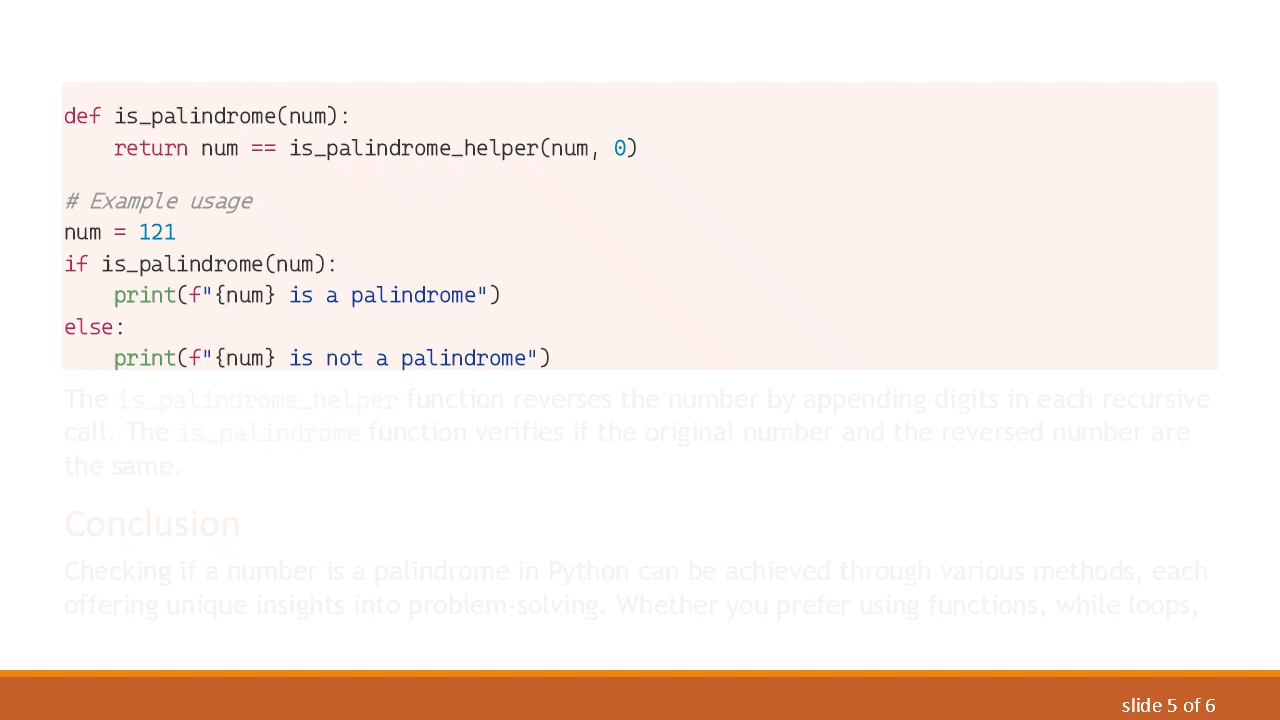 def is_palindrome(num):
    return num == is_palindrome_helper(num, 0)
# Example usage
num = 121
if is_palindrome(num):
    print(f"{num} is a palindrome")
else:
    print(f"{num} is not a palindrome")
The is_palindrome_helper function reverses the number by appending digits in each recursive
call. The is_palindrome function verifies if the original number and the reversed number are
the same.
Conclusion
Checking if a number is a palindrome in Python can be achieved through various methods, each
offering unique insights into problem-solving. Whether you prefer using functions, while loops,
slide 5 of 6